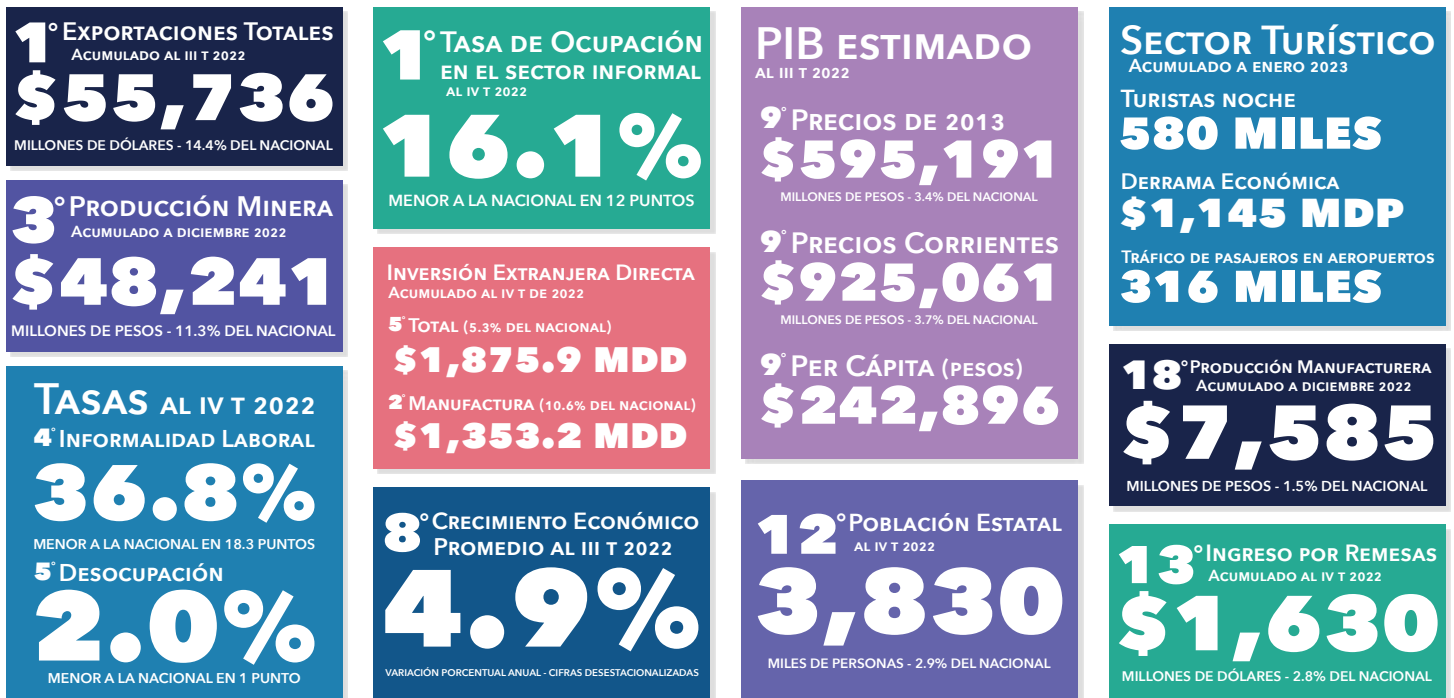 1° Exportaciones Totales
Acumulado al III T 2022
$55,736
MILLONES DE DÓLARES - 14.4% DEL NACIONAL
3° Producción Minera
Acumulado a diciembre 2022
$48,241
MILLONES DE PESOS - 11.3% DEL NACIONAL
Tasas al IV T 2022
4° Informalidad Laboral
36.8%
MENOR A LA NACIONAL EN 18.3 PUNTOS
5° Desocupación
2.0%
MENOR A LA NACIONAL EN 1 PUNTO
1° Tasa de Ocupación
en el sector informal
al IV T 2022
16.1%
MENOR A LA NACIONAL EN 12 PUNTOS
Inversión Extranjera Directa
Acumulado al IV T de 2022
5° Total (5.3% del nacional)
$1,875.9 MDD
2° Manufactura (10.6% del nacional)
$1,353.2 MDD
8° Crecimiento Económico
Promedio al III T 2022
4.9%
VARIACIÓN PORCENTUAL ANUAL - CIFRAS DESESTACIONALIZADAS
PIB estimado
al III T 2022
9° Precios de 2013
$595,191
MILLONES DE PESOS - 3.4% DEL NACIONAL
9° Precios Corrientes
$925,061
MILLONES DE PESOS - 3.7% DEL NACIONAL
9° Per Cápita (pesos)
$242,896
12° Población Estatal
al IV T 2022
3,830
MILES DE PERSONAS - 2.9% DEL NACIONAL
Sector Turístico
Acumulado a enero 2023
Turistas noche
580 MILES
Derrama Económica
$1,145 MDP
Tráfico de pasajeros en aeropuertos
316 MILES
18° Producción Manufacturera
Acumulado a diciembre 2022
$7,585
MILLONES DE PESOS - 1.5% DEL NACIONAL
13° Ingreso por Remesas
Acumulado al IV T 2022
$1,630
MILLONES DE DÓLARES - 2.8% DEL NACIONAL